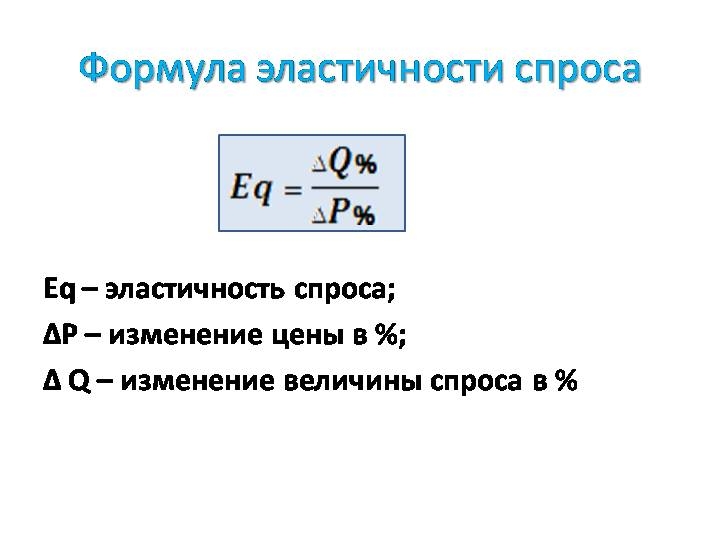 Формула эластичности спроса
Eq = ΔQ% / ΔP%
Eq – эластичность спроса;
ΔP – изменение цены в %;
Δ Q – изменение величины спроса в %